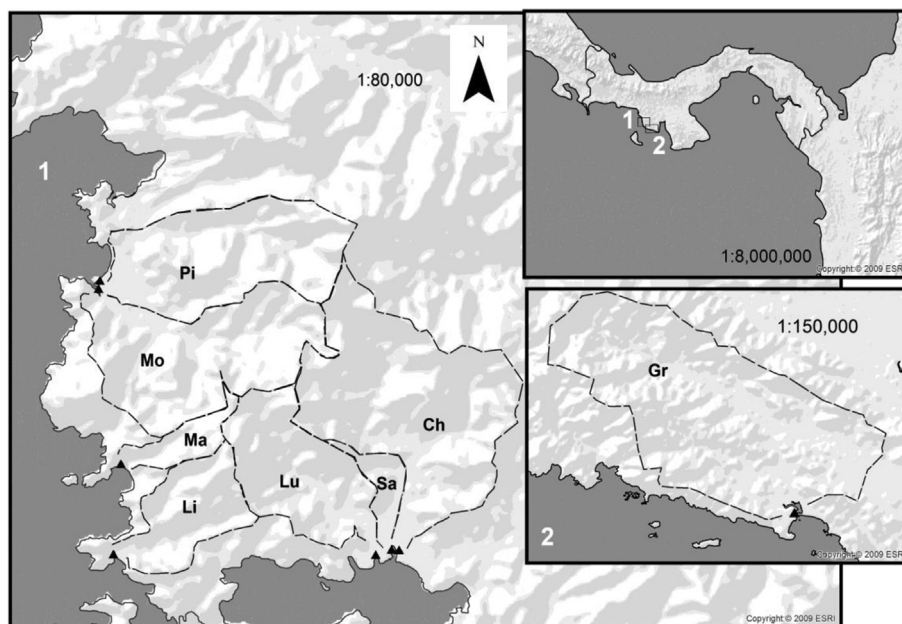 1
1:80,000
N
Pi
Mo
Ma
Li
Lu
Sa
Ch
Copyright:© 2009 ESRI
1
2
1:8,000,000
Copyright:© 2009 ESRI
1:150,000
Gr
2
Copyright:© 2009 ESRI